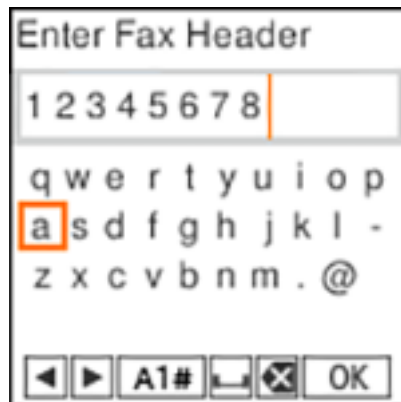 Enter Fax Header
12345678
q w e r t y u i o p
a s d f g h j k l -
z x c v b n m . @
A1# OK